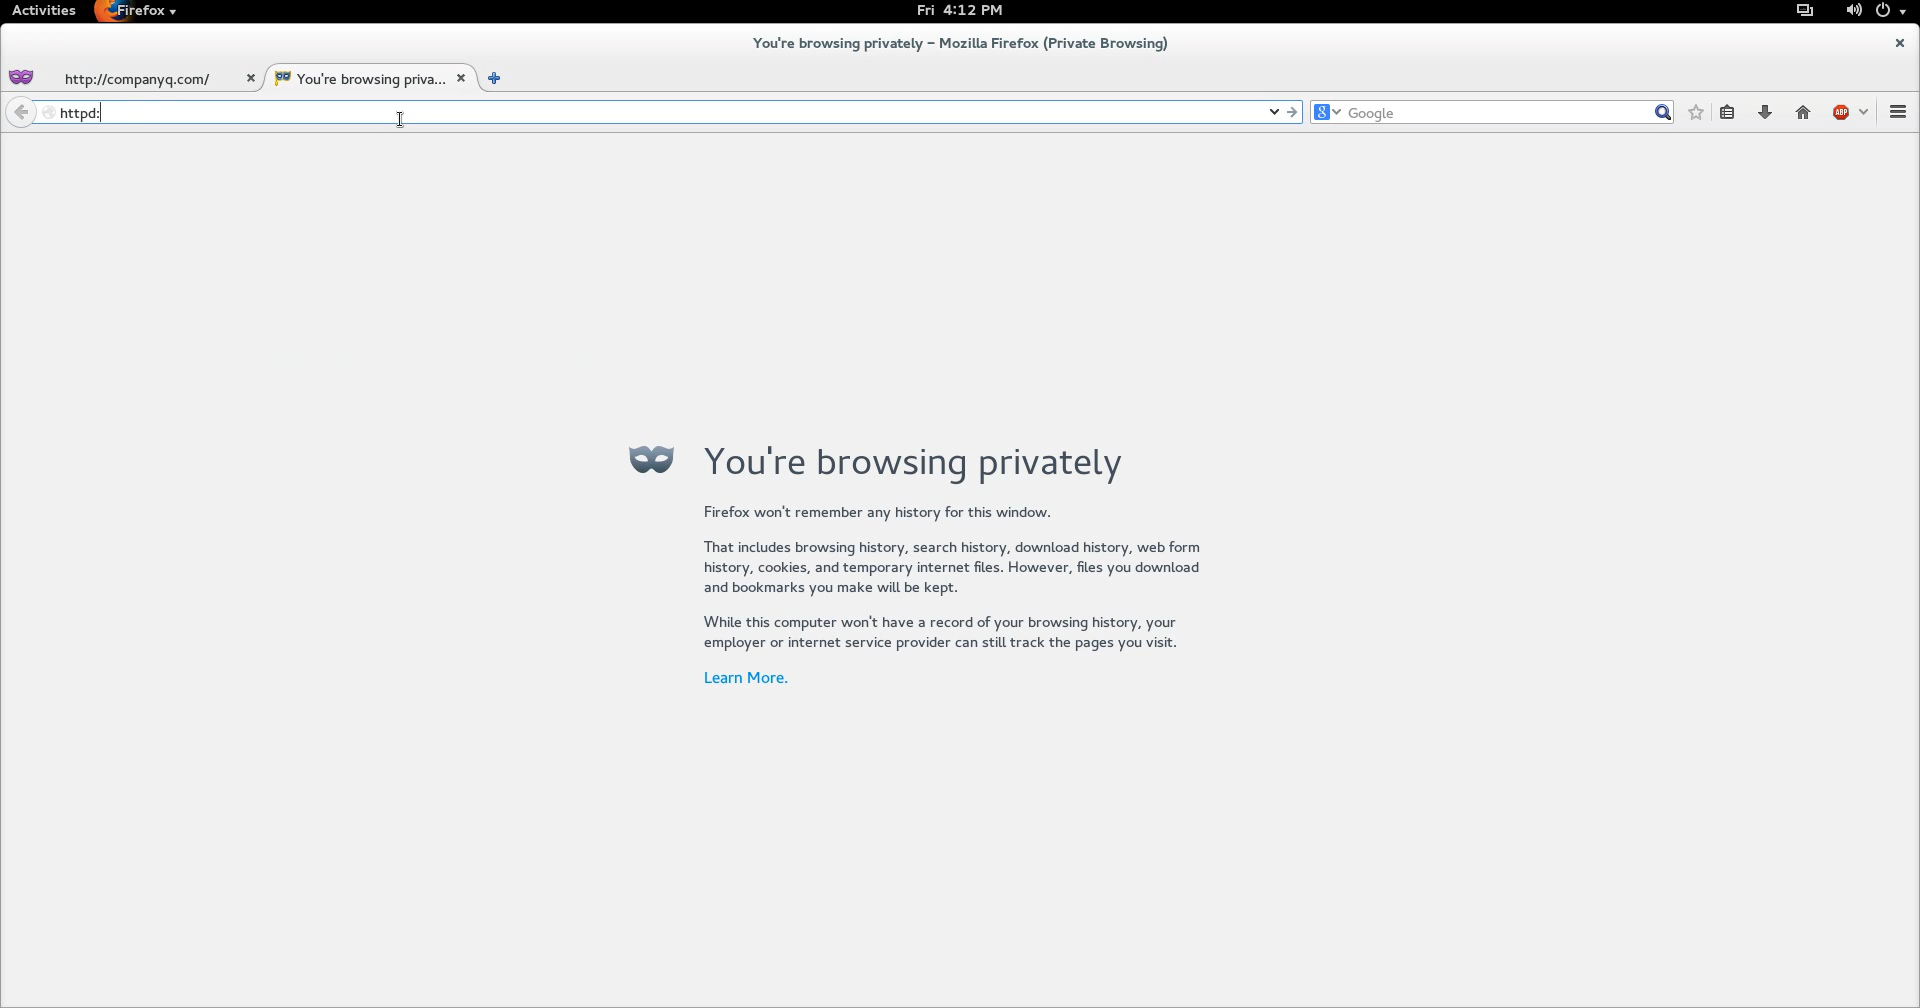 Activities Firefox Fri 4:12 PM
You're browsing privately – Mozilla Firefox (Private Browsing)
http://companyq.com/ You're browsing priva...
httpd: Google ABP
You're browsing privately
Firefox won't remember any history for this window.
That includes browsing history, search history, download history, web form
history, cookies, and temporary internet files. However, files you download
and bookmarks you make will be kept.
While this computer won't have a record of your browsing history, your
employer or internet service provider can still track the pages you visit.
Learn More.